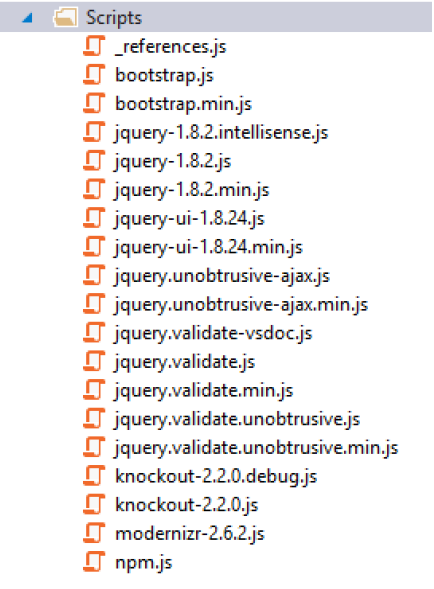 Scripts
_references.js
bootstrap.js
bootstrap.min.js
jquery-1.8.2.intellisense.js
jquery-1.8.2.js
jquery-1.8.2.min.js
jquery-ui-1.8.24.js
jquery-ui-1.8.24.min.js
jquery.unobtrusive-ajax.js
jquery.unobtrusive-ajax.min.js
jquery.validate-vsdoc.js
jquery.validate.js
jquery.validate.min.js
jquery.validate.unobtrusive.js
jquery.validate.unobtrusive.min.js
knockout-2.2.0.debug.js
knockout-2.2.0.js
modernizr-2.6.2.js
npm.js